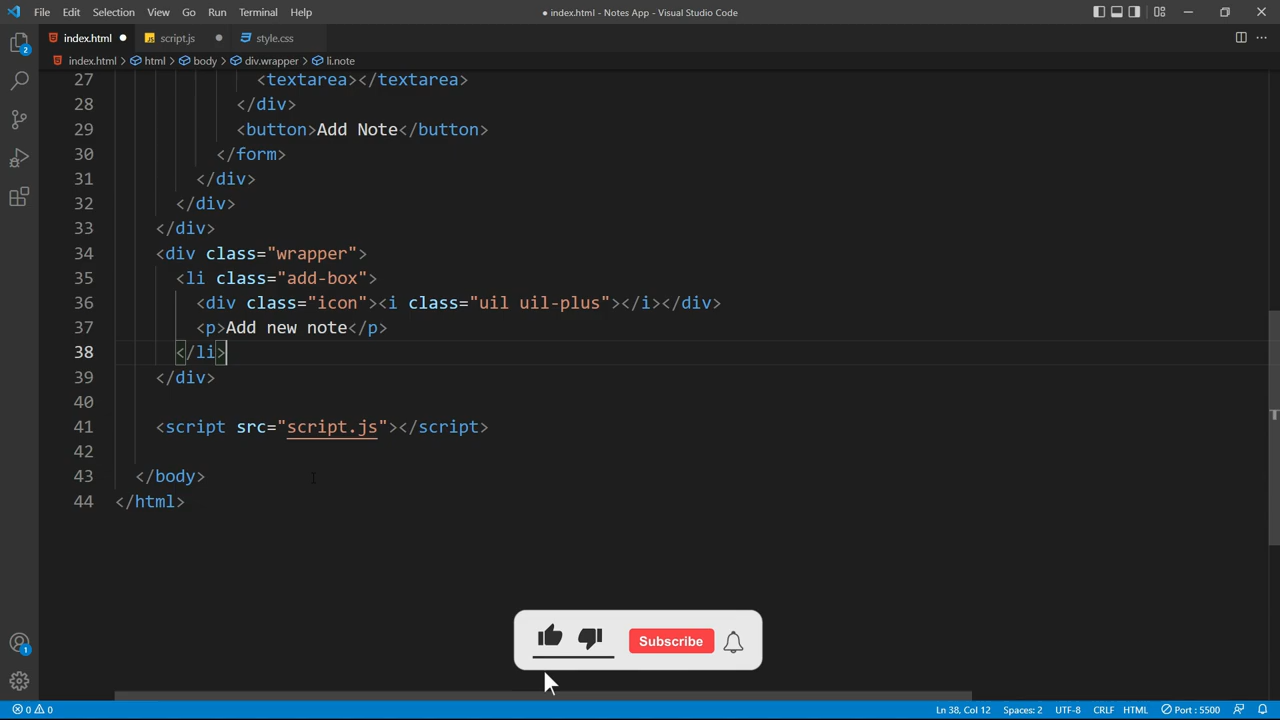 File Edit Selection View Go Run Terminal Help ● index.html - Notes App - Visual Studio Code
index.html script.js style.css
index.html > html > body > div.wrapper > li.note
27 <textarea></textarea>
28 </div>
29 <button>Add Note</button>
30 </form>
31 </div>
32 </div>
33 </div>
34 <div class="wrapper">
35 <li class="add-box">
36 <div class="icon"><i class="uil uil-plus"></i></div>
37 <p>Add new note</p>
38 </li>
39 </div>
40
41 <script src="script.js"></script>
42
43 </body>
44 </html>
2
Subscribe
1
0 0 Ln 38, Col 12 Spaces: 2 UTF-8 CRLF HTML Port : 5500